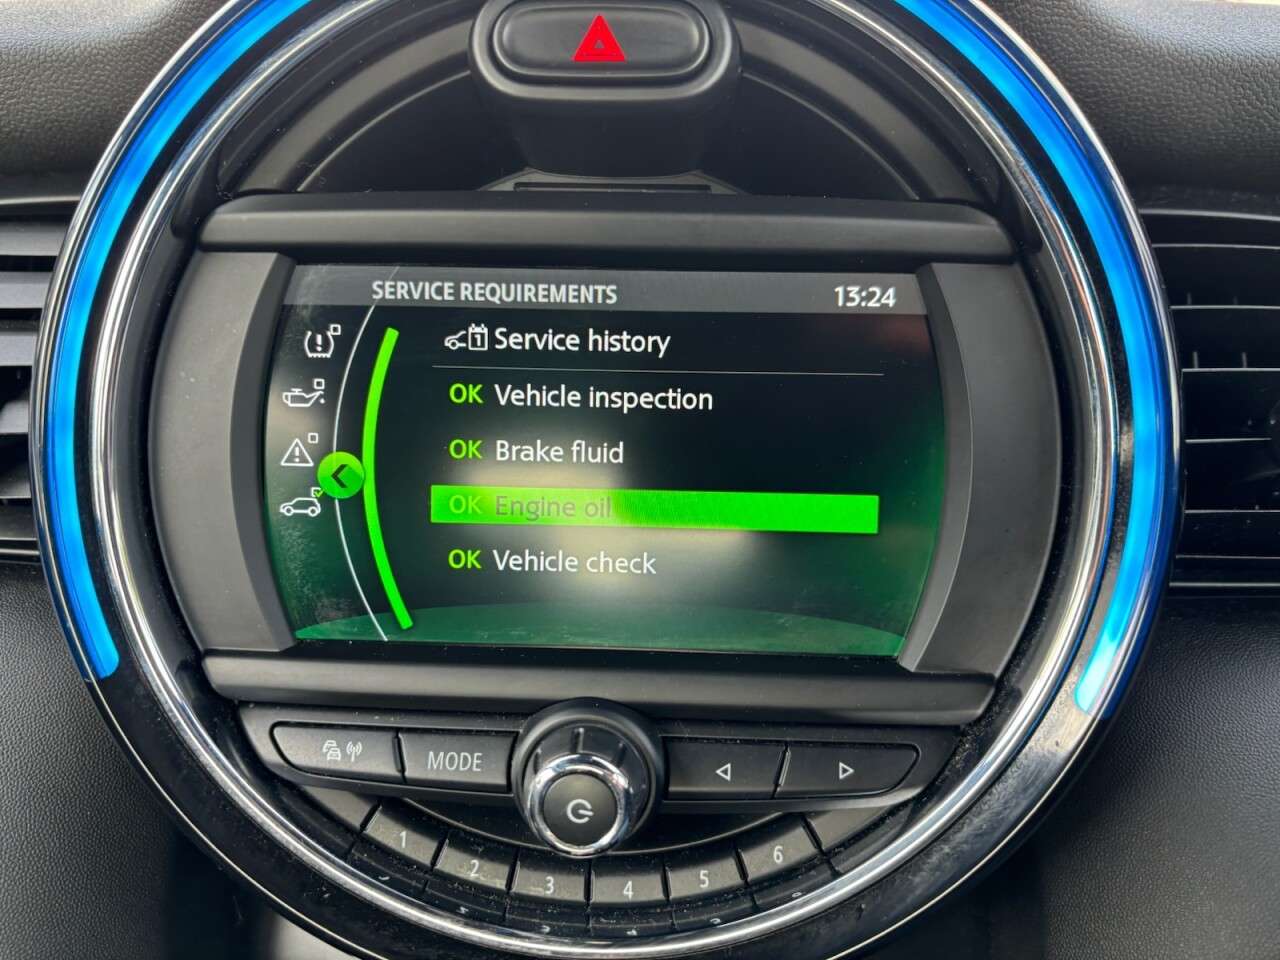 SERVICE REQUIREMENTS 13:24
1 Service history
OK Vehicle inspection
OK Brake fluid
OK Engine oil
OK Vehicle check
MODE
1 2 3 4 5 6